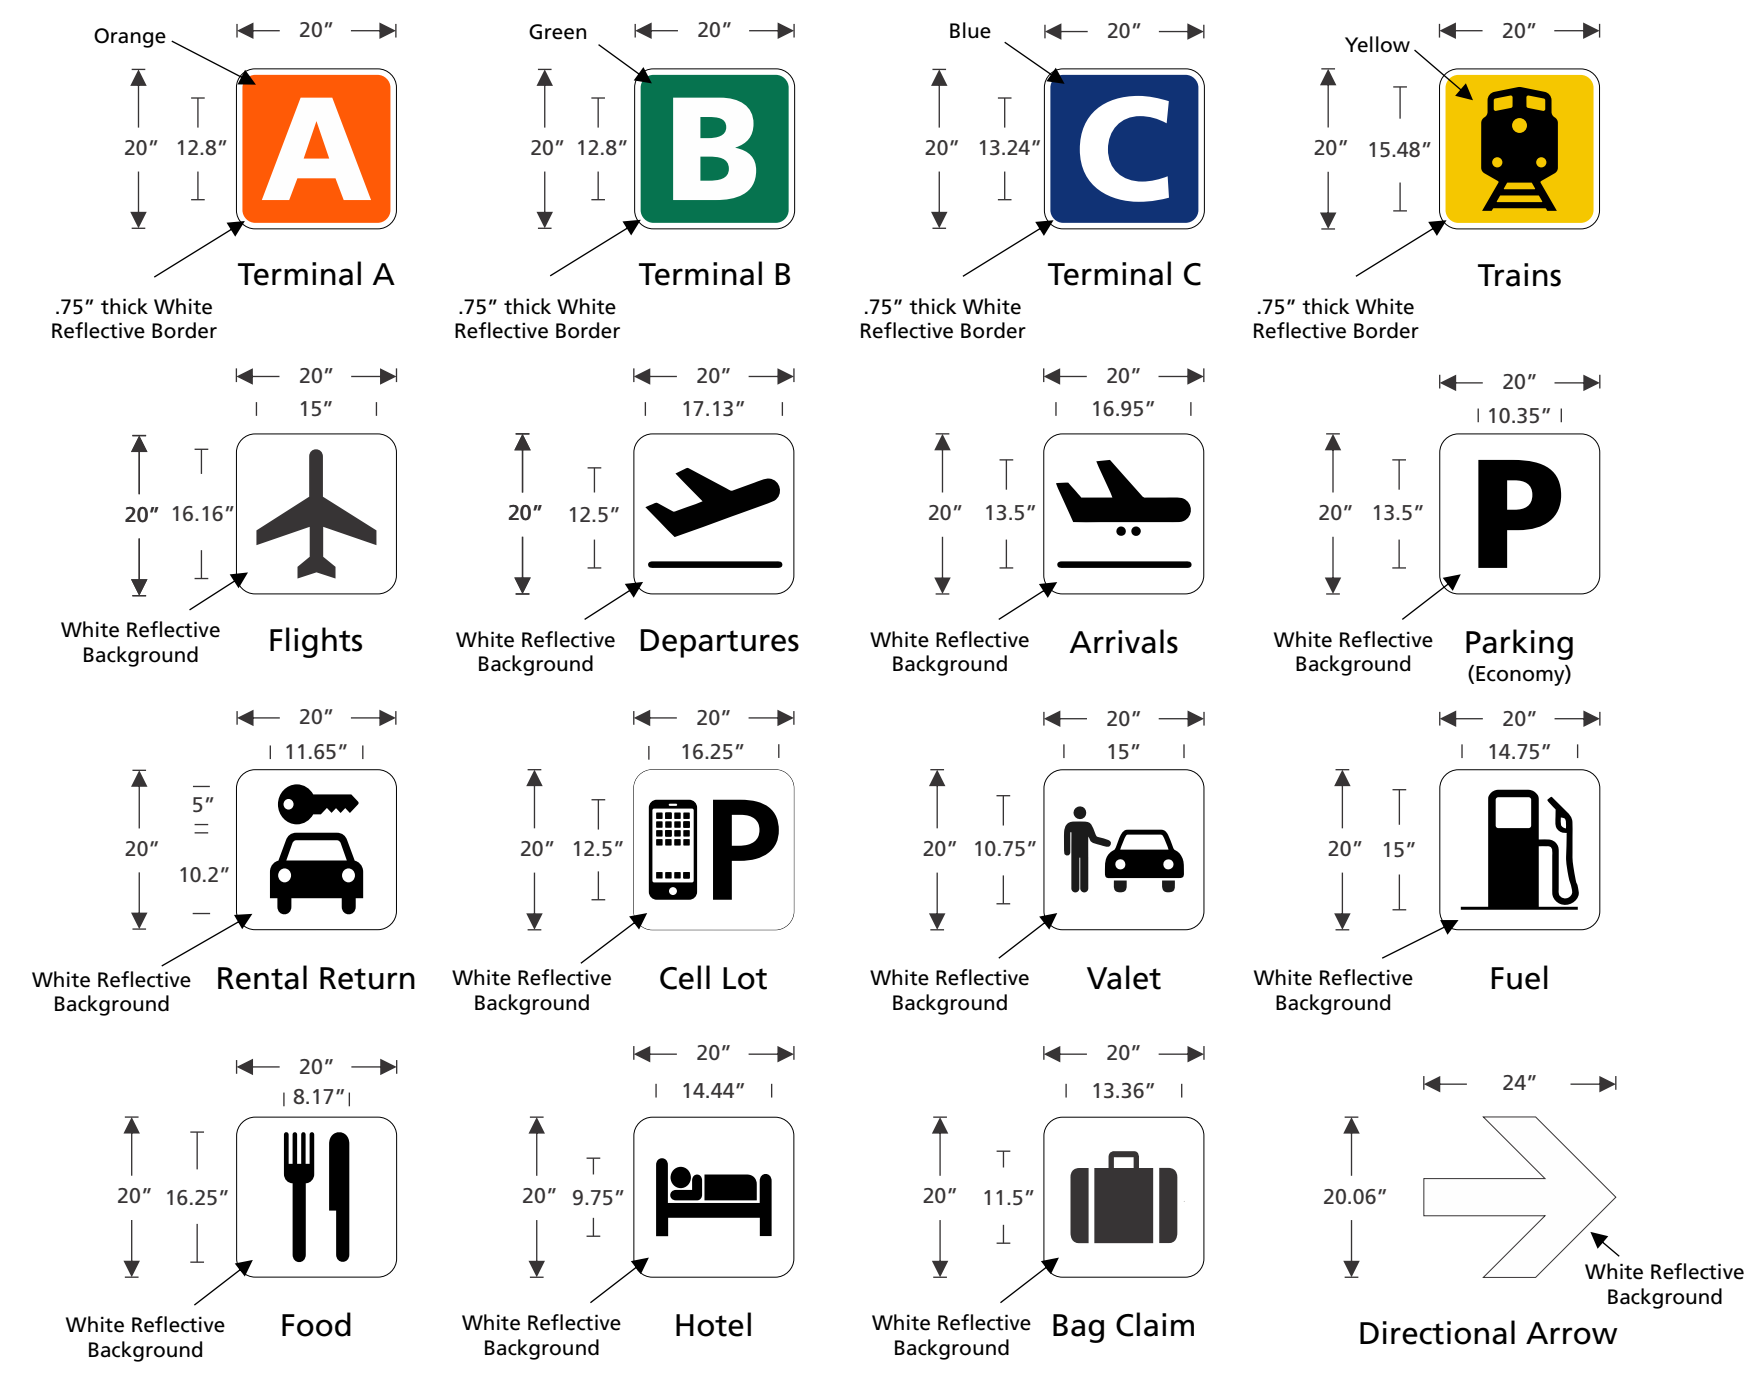 Orange
20”
20”
12.8”
A
Terminal A
.75” thick White
Reflective Border
Green
20”
20”
12.8”
B
Terminal B
.75” thick White
Reflective Border
Blue
20”
20”
13.24”
C
Terminal C
.75” thick White
Reflective Border
Yellow
20”
20”
15.48”
Trains
.75” thick White
Reflective Border
20”
15”
20”
16.16”
White Reflective
Background
Flights
20”
17.13”
20”
12.5”
White Reflective
Background
Departures
20”
16.95”
20”
13.5”
White Reflective
Background
Arrivals
20”
10.35”
20”
13.5”
P
White Reflective
Background
Parking
(Economy)
20”
11.65”
5”
20”
10.2”
White Reflective
Background
Rental Return
20”
16.25”
20”
12.5”
P
White Reflective
Background
Cell Lot
20”
15”
20”
10.75”
White Reflective
Background
Valet
20”
14.75”
20”
15”
White Reflective
Background
Fuel
20”
8.17”
20”
16.25”
White Reflective
Background
Food
20”
14.44”
20”
9.75”
White Reflective
Background
Hotel
20”
13.36”
20”
11.5”
White Reflective
Background
Bag Claim
24”
20.06”
White Reflective
Background
Directional Arrow